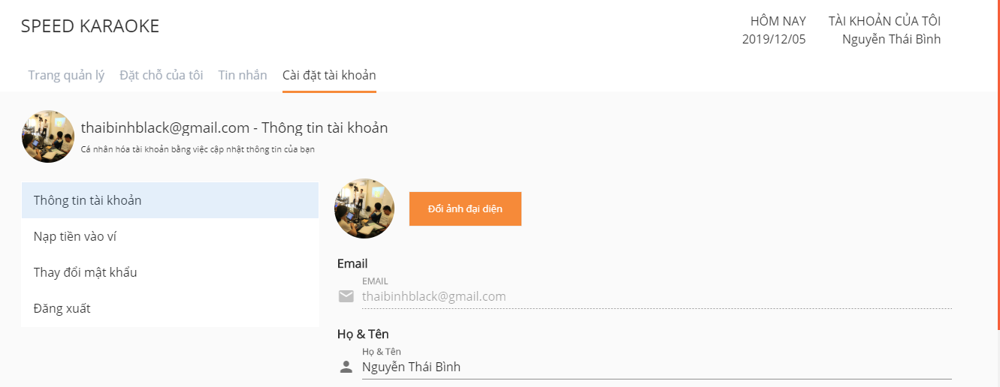 SPEED KARAOKE
HÔM NAY
2019/12/05
TÀI KHOẢN CỦA TÔI
Nguyễn Thái Bình
Trang quản lý
Đặt chỗ của tôi
Tin nhắn
Cài đặt tài khoản
thaibinhblack@gmail.com - Thông tin tài khoản
Cá nhân hóa tài khoản bằng việc cập nhật thông tin của bạn
Thông tin tài khoản
Nạp tiền vào ví
Thay đổi mật khẩu
Đăng xuất
Đổi ảnh đại diện
Email
EMAIL
thaibinhblack@gmail.com
Họ & Tên
Họ & Tên
Nguyễn Thái Bình